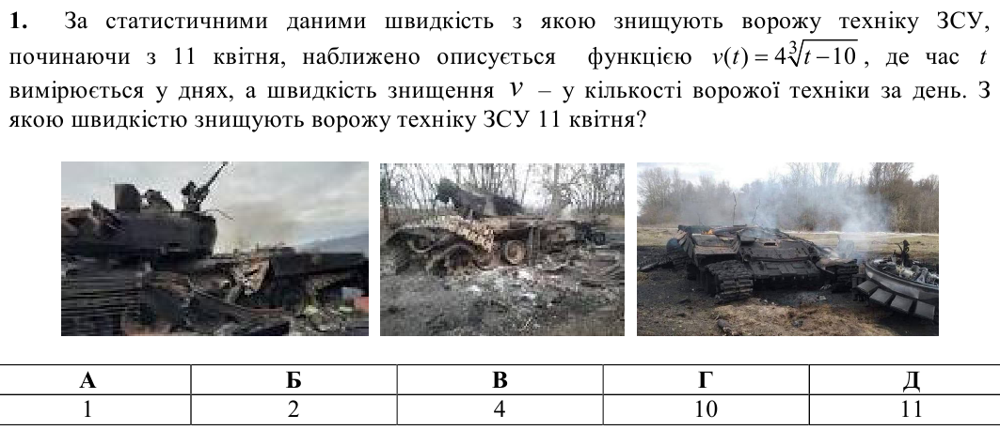 1. За статистичними даними швидкість з якою знищують ворожу техніку ЗСУ,
починаючи з 11 квітня, наближено описується функцією v(t) = 4∛(t − 10) , де час t
вимірюється у днях, а швидкість знищення v – у кількості ворожої техніки за день. З
якою швидкістю знищують ворожу техніку ЗСУ 11 квітня?
А Б В Г Д
1 2 4 10 11